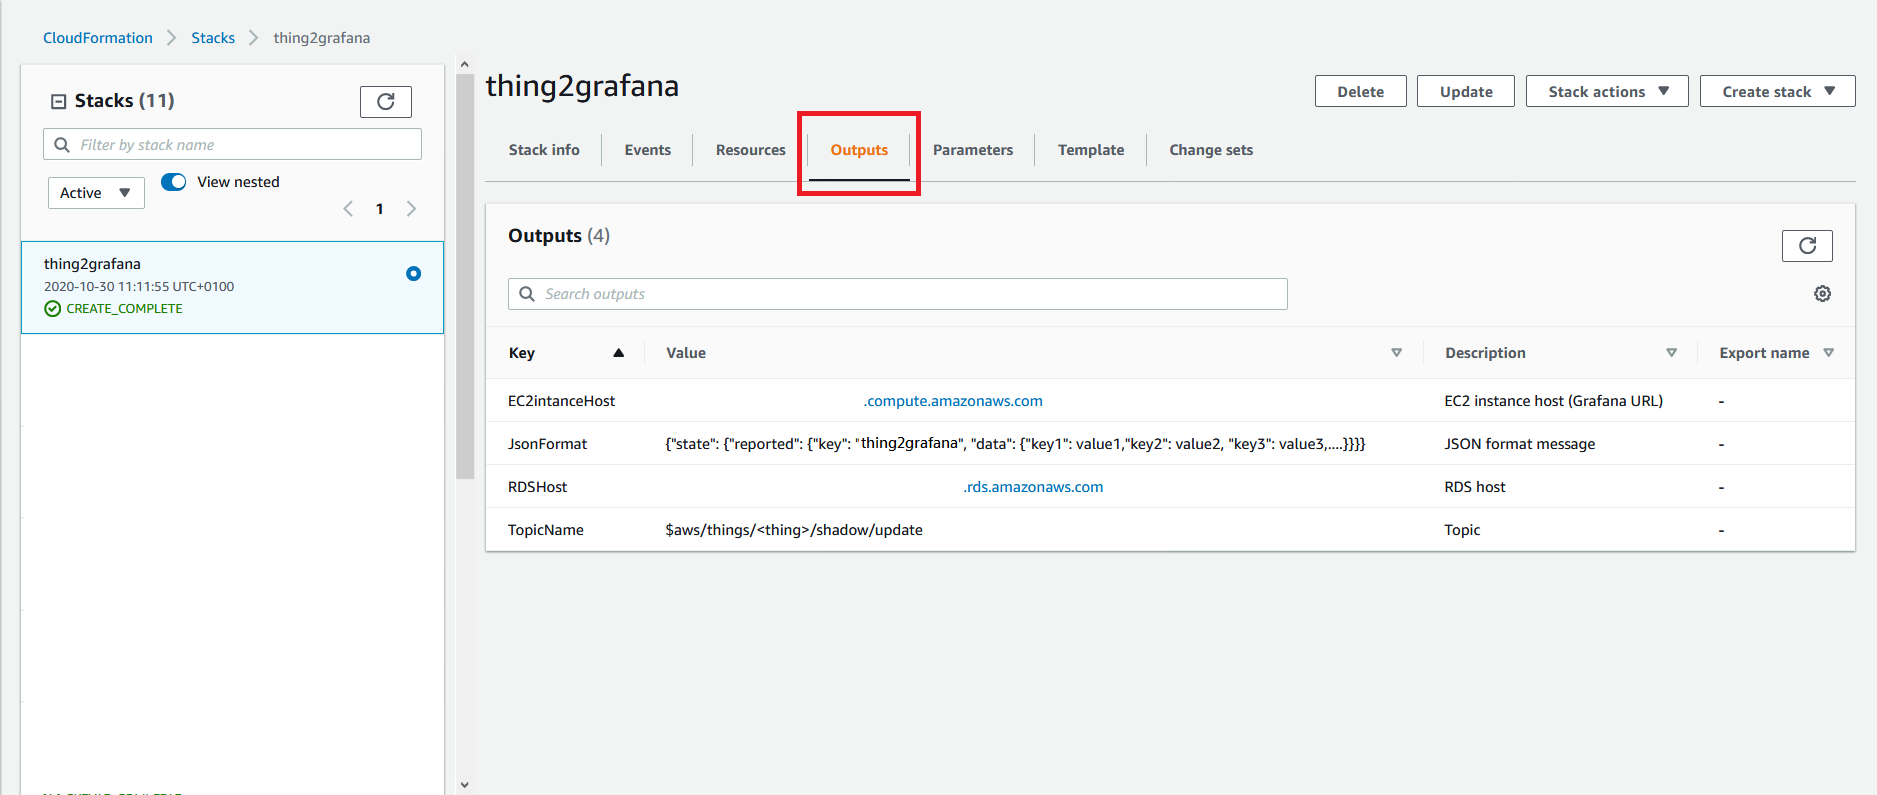 CloudFormation > Stacks > thing2grafana
Stacks (11)
Filter by stack name
Active
View nested
1
thing2grafana
2020-10-30 11:11:55 UTC+0100
CREATE_COMPLETE
thing2grafana
Delete
Update
Stack actions
Create stack
Stack info
Events
Resources
Outputs
Parameters
Template
Change sets
Outputs (4)
Search outputs
Key Value Description Export name
EC2intanceHost .compute.amazonaws.com EC2 instance host (Grafana URL) -
JsonFormat {"state": {"reported": {"key": "thing2grafana", "data": {"key1": value1,"key2": value2, "key3": value3,....}}}} JSON format message -
RDSHost .rds.amazonaws.com RDS host -
TopicName $aws/things/<thing>/shadow/update Topic -